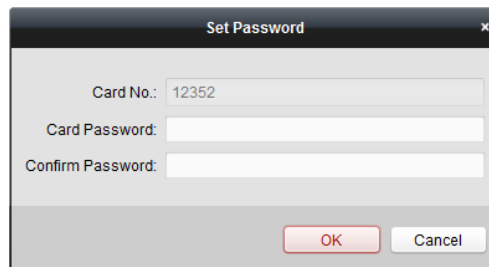 Set Password ×
Card No.: 12352
Card Password:
Confirm Password:
OK Cancel